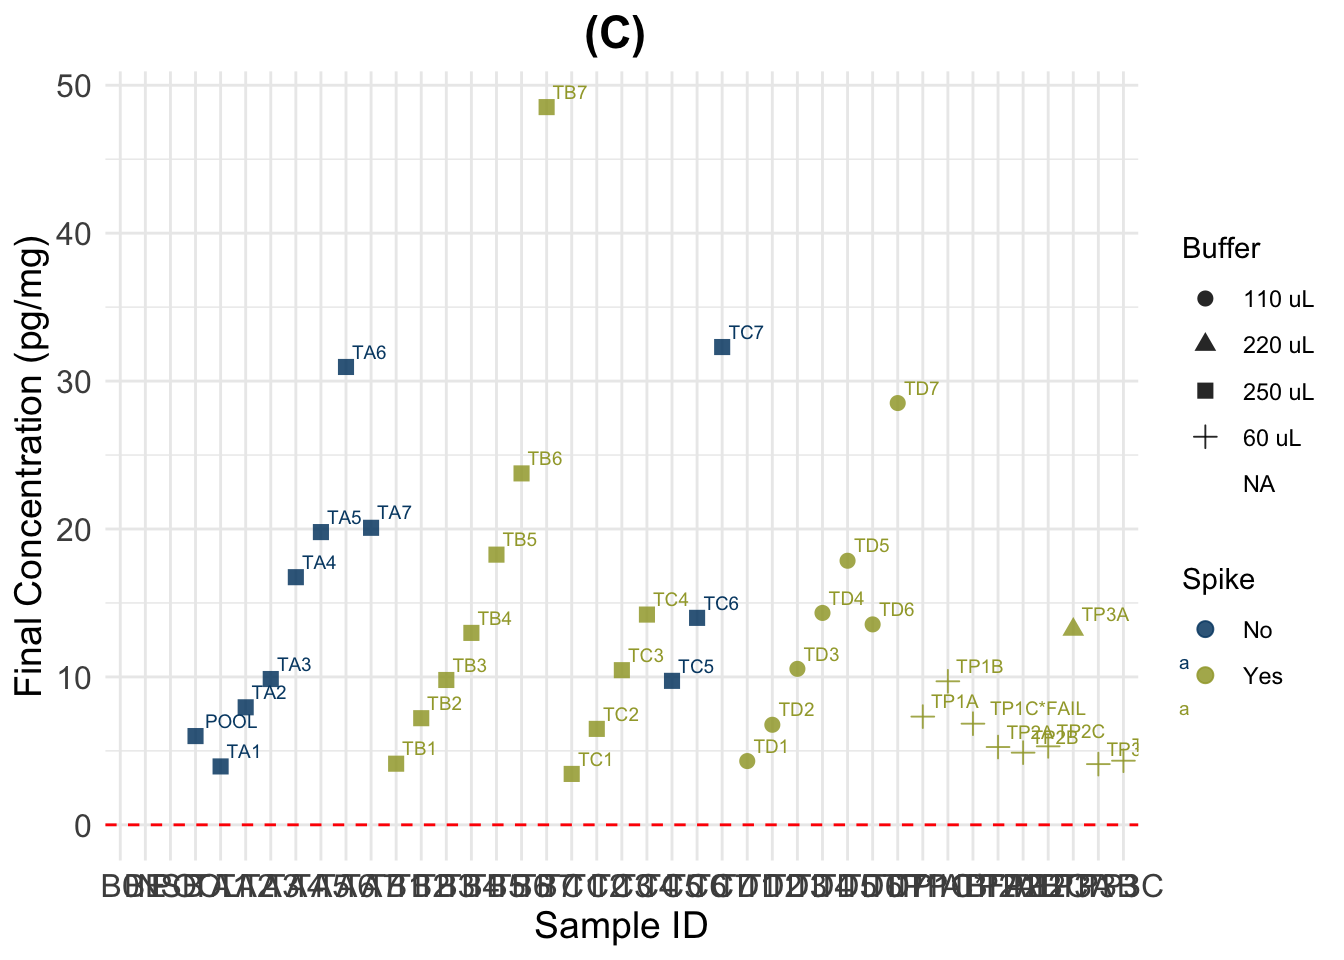 (C)
Final Concentration (pg/mg)
50
40
30
20
10
0
TB7
TC7
TA6
TD7
TB6
TA5
TA7
TB5
TD5
TA4
TC4
TD4
TC6
TD6
TP3A
TB4
TA3
TB3
TC3
TC5
TD3
TP1B
TA2
POOL
TB2
TC2
TD2
TP1A
TP1C*FAIL
TA1
TB1
TC1
TD1
TP2A
TP2B
TP2C
TP3
Sample ID
Buffer
110 uL
220 uL
250 uL
60 uL
NA
Spike
No
Yes
a
a